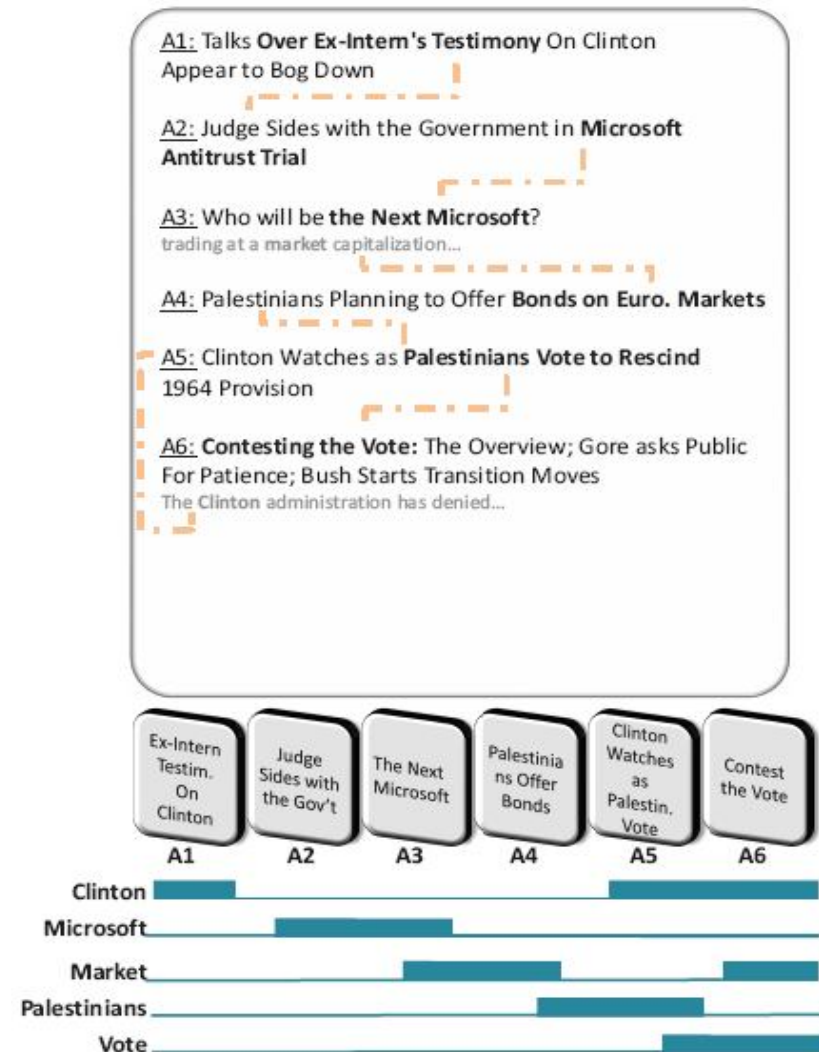 A1: Talks Over Ex-Intern's Testimony On Clinton
Appear to Bog Down
A2: Judge Sides with the Government in Microsoft
Antitrust Trial
A3: Who will be the Next Microsoft?
trading at a market capitalization...
A4: Palestinians Planning to Offer Bonds on Euro. Markets
A5: Clinton Watches as Palestinians Vote to Rescind
1964 Provision
A6: Contesting the Vote: The Overview; Gore asks Public
For Patience; Bush Starts Transition Moves
The Clinton administration has denied...
Ex-Intern
Testim.
On
Clinton
Judge
Sides with
the Gov't
The Next
Microsoft
Palestinia
ns Offer
Bonds
Clinton
Watches
as
Palestin.
Vote
Contest
the Vote
A1 A2 A3 A4 A5 A6
Clinton
Microsoft
Market
Palestinians
Vote